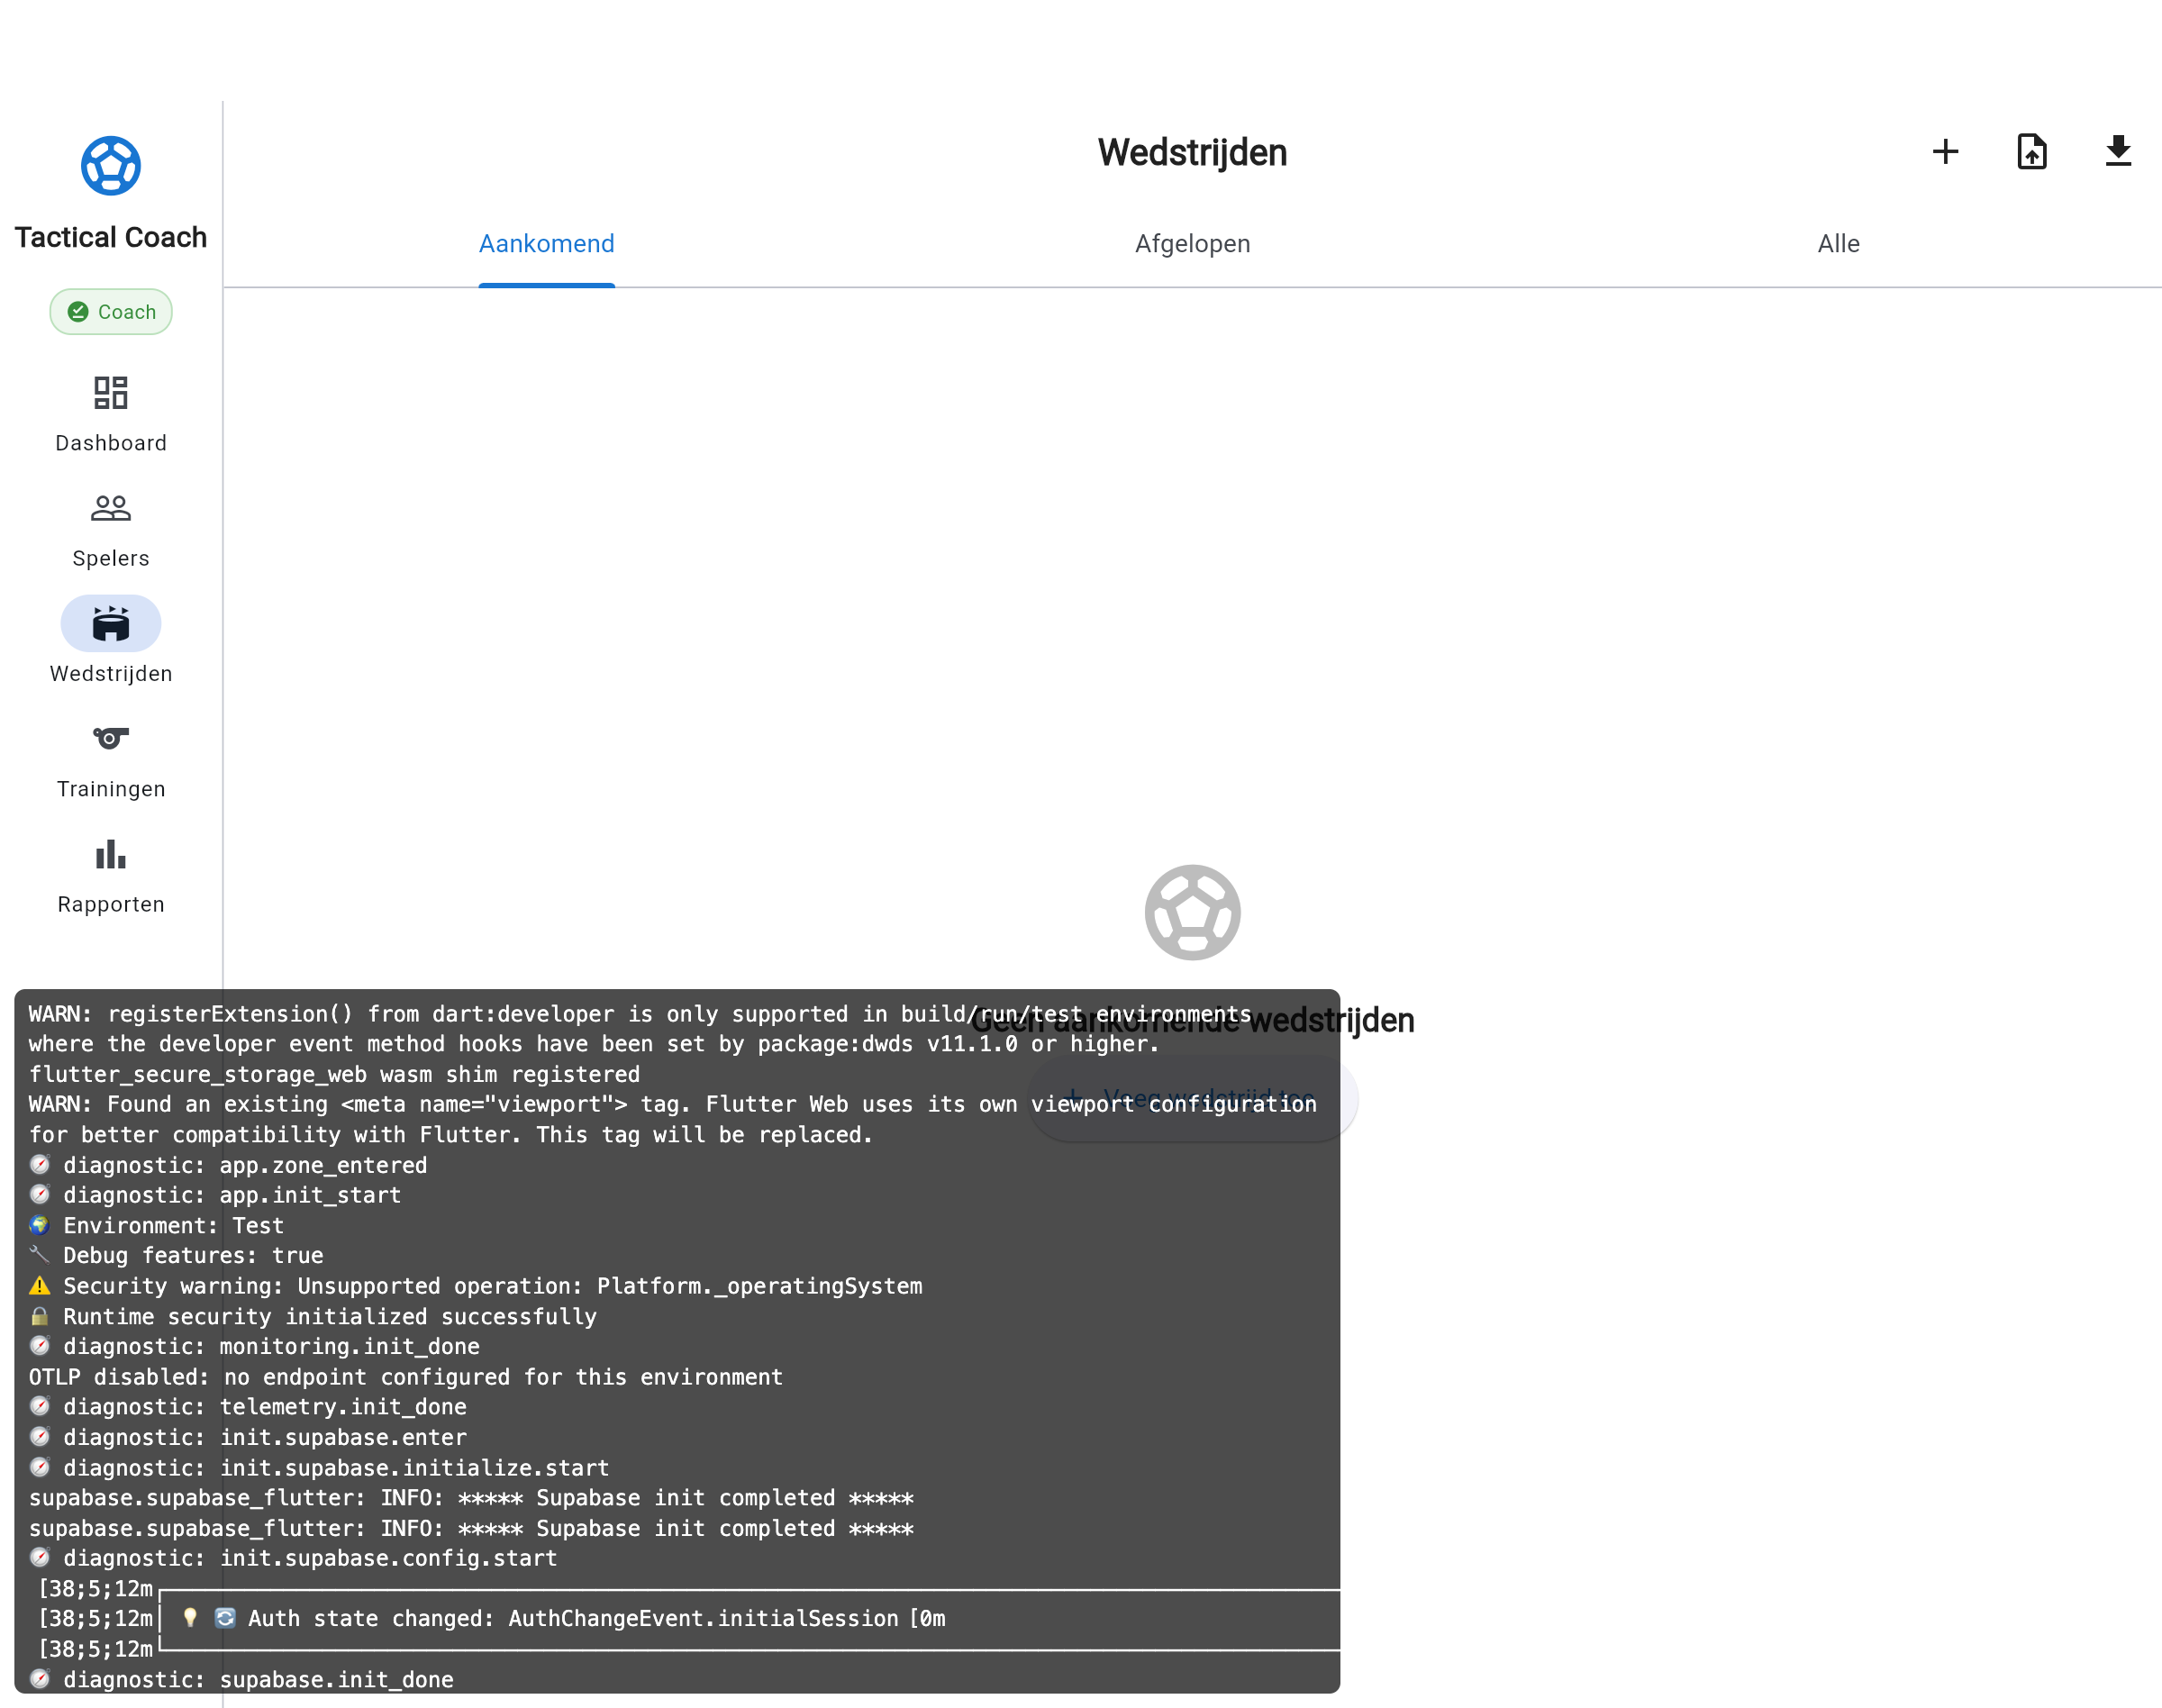 Wedstrijden
Tactical Coach
Aankomend
Afgelopen
Alle
Coach
Dashboard
Spelers
Wedstrijden
Trainingen
Rapporten
Geen aankomende wedstrijden
Voeg wedstrijd toe
WARN: registerExtension() from dart:developer is only supported in build/run/test environments
where the developer event method hooks have been set by package:dwds v11.1.0 or higher.
flutter_secure_storage_web wasm shim registered
WARN: Found an existing <meta name="viewport"> tag. Flutter Web uses its own viewport configuration
for better compatibility with Flutter. This tag will be replaced.
🧭 diagnostic: app.zone_entered
🧭 diagnostic: app.init_start
🌍 Environment: Test
🔧 Debug features: true
⚠️ Security warning: Unsupported operation: Platform._operatingSystem
🔒 Runtime security initialized successfully
🧭 diagnostic: monitoring.init_done
OTLP disabled: no endpoint configured for this environment
🧭 diagnostic: telemetry.init_done
🧭 diagnostic: init.supabase.enter
🧭 diagnostic: init.supabase.initialize.start
supabase.supabase_flutter: INFO: ***** Supabase init completed *****
supabase.supabase_flutter: INFO: ***** Supabase init completed *****
🧭 diagnostic: init.supabase.config.start
[38;5;12m┌──────────
[38;5;12m│ 💡 🔄 Auth state changed: AuthChangeEvent.initialSession [0m
[38;5;12m└──────────
🧭 diagnostic: supabase.init_done